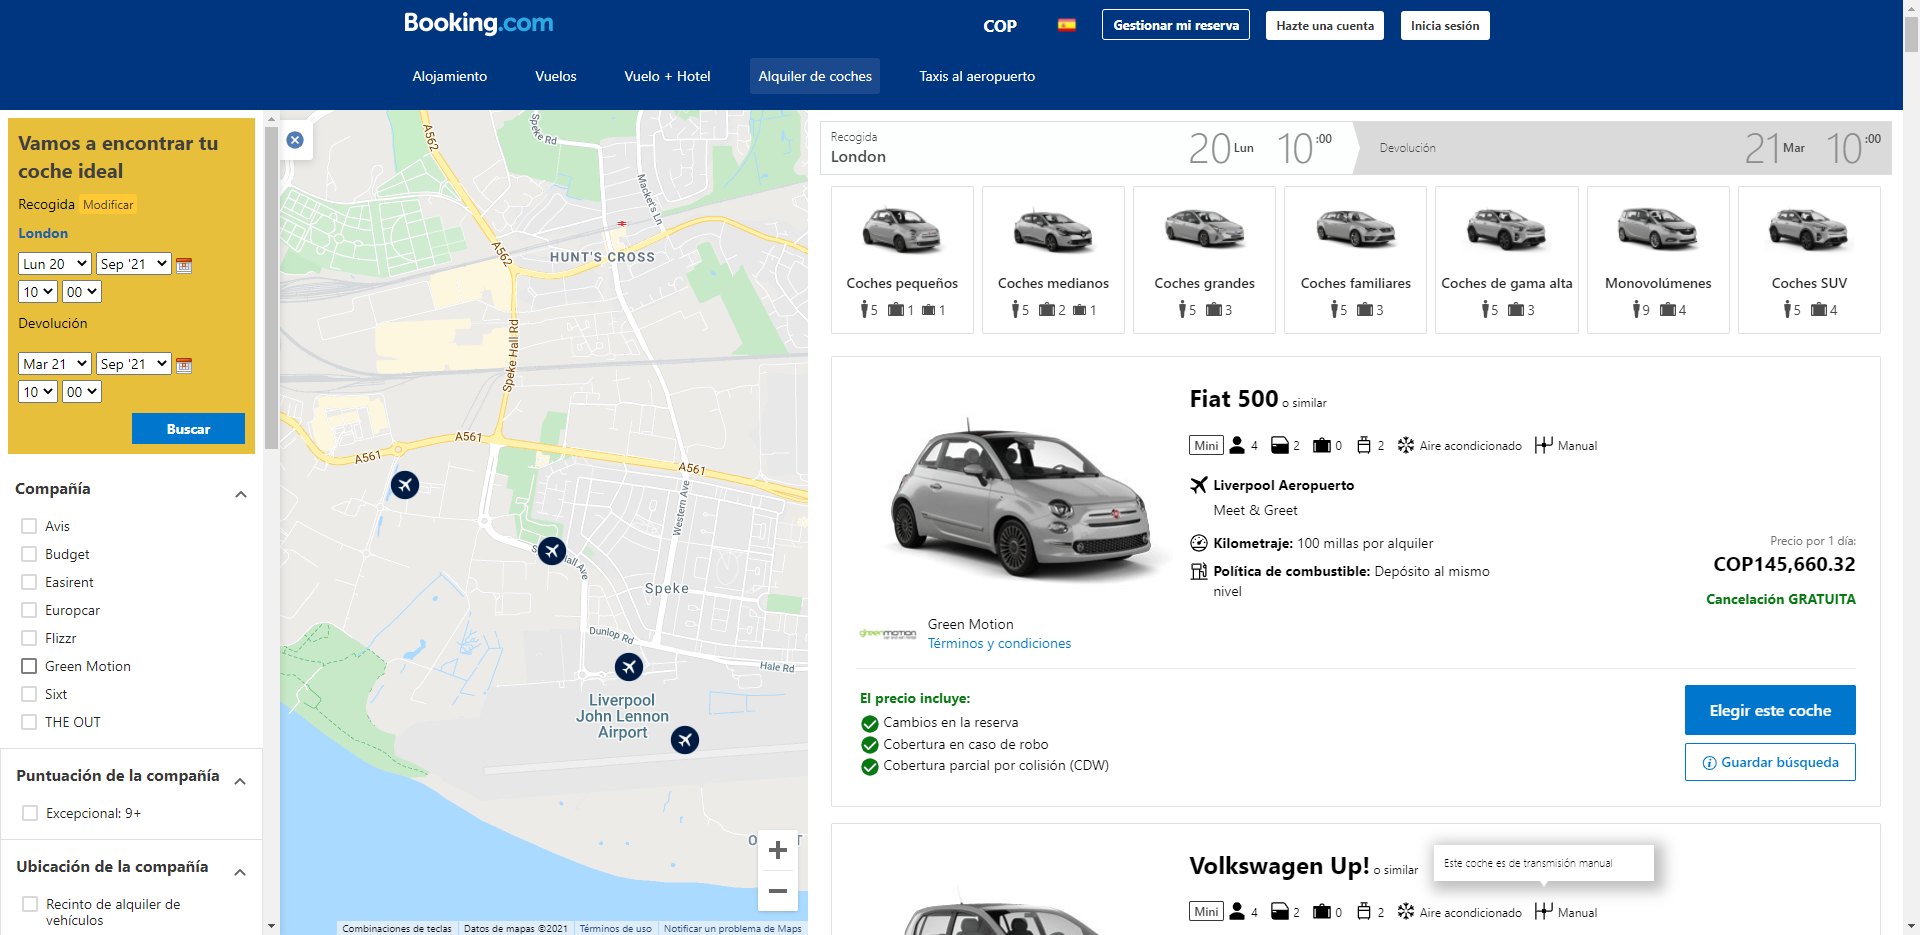 Booking.com
COP
Gestionar mi reserva
Hazte una cuenta
Inicia sesión
Alojamiento
Vuelos
Vuelo + Hotel
Alquiler de coches
Taxis al aeropuerto
Vamos a encontrar tu
coche ideal
Recogida Modificar
London
Lun 20 Sep '21
10 00
Devolución
Mar 21 Sep '21
10 00
Buscar
Compañía
Avis
Budget
Easirent
Europcar
Flizzr
Green Motion
Sixt
THE OUT
Puntuación de la compañía
Excepcional: 9+
Ubicación de la compañía
Recinto de alquiler de
vehículos
A562
Speke Rd
Macket's Ln
A562
HUNT'S CROSS
Speke Hall Rd
A561
A561
A561
Western Ave
Hall Ave
Speke
Dunlop Rd
Hale Rd
Liverpool
John Lennon
Airport
Combinaciones de teclas
Datos de mapas ©2021
Términos de uso
Notificar un problema de Maps
Recogida
London
20 Lun 10 :00
Devolución
21 Mar 10 :00
Coches pequeños
5 1 1
Coches medianos
5 2 1
Coches grandes
5 3
Coches familiares
5 3
Coches de gama alta
5 3
Monovolúmenes
9 4
Coches SUV
5 4
Fiat 500 o similar
Mini 4 2 0 2 Aire acondicionado Manual
Liverpool Aeropuerto
Meet & Greet
Kilometraje: 100 millas por alquiler
Política de combustible: Depósito al mismo
nivel
Precio por 1 día:
COP145,660.32
Cancelación GRATUITA
greenmotion
Green Motion
Términos y condiciones
El precio incluye:
Cambios en la reserva
Cobertura en caso de robo
Cobertura parcial por colisión (CDW)
Elegir este coche
Guardar búsqueda
Volkswagen Up! o similar
Este coche es de transmisión manual
Mini 4 2 0 2 Aire acondicionado Manual